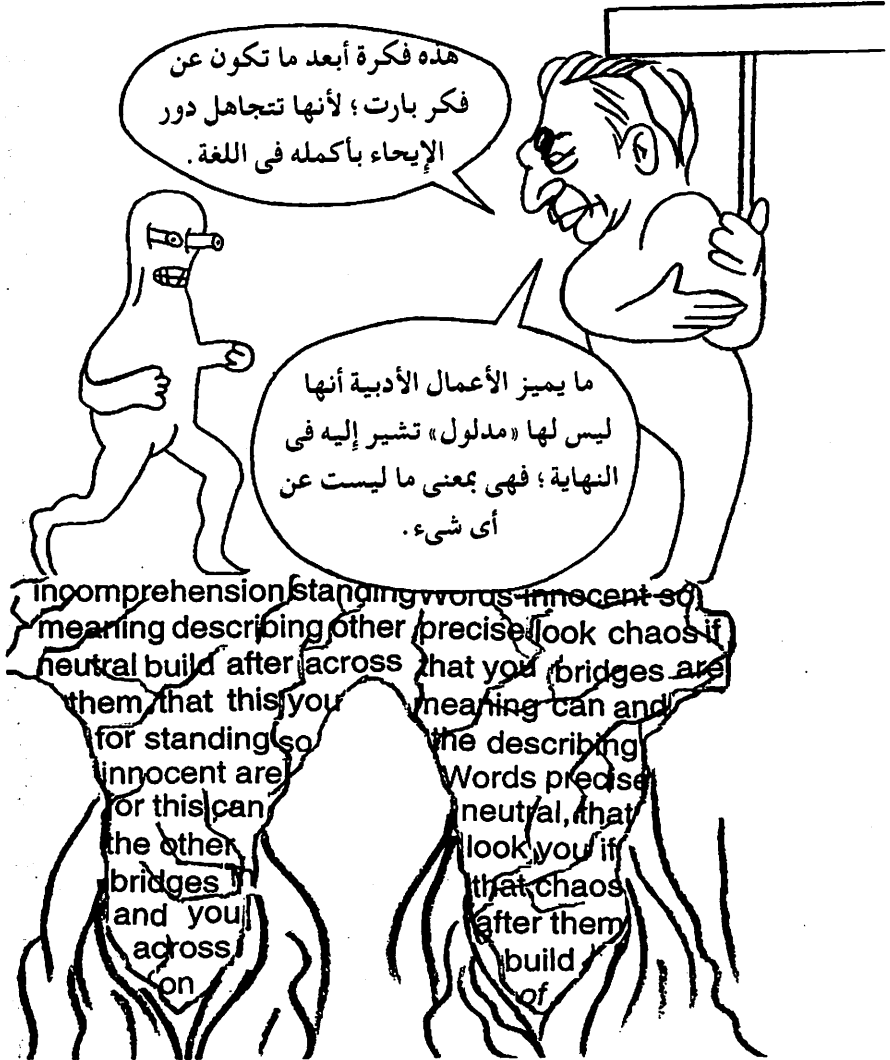 هذه فكرة أبعد ما تكون عن
فكر بارت ؛ لأنها تتجاهل دور
الإيحاء بأكمله فى اللغة .
ما يميز الأعمال الأدبية أنها
ليس لها «مدلول» تشير إليه فى
النهاية ؛ فهى بمعنى ما ليست عن
أى شىء .
incomprehension standing Words innocent so
meaning describing other precise look chaos if
neutral build after across that you bridges are
them, that this you meaning can and
for standing so the describing
innocent are Words precise
or this can neutral, that
the other look you if
bridges that chaos
and you after them
across build
on of